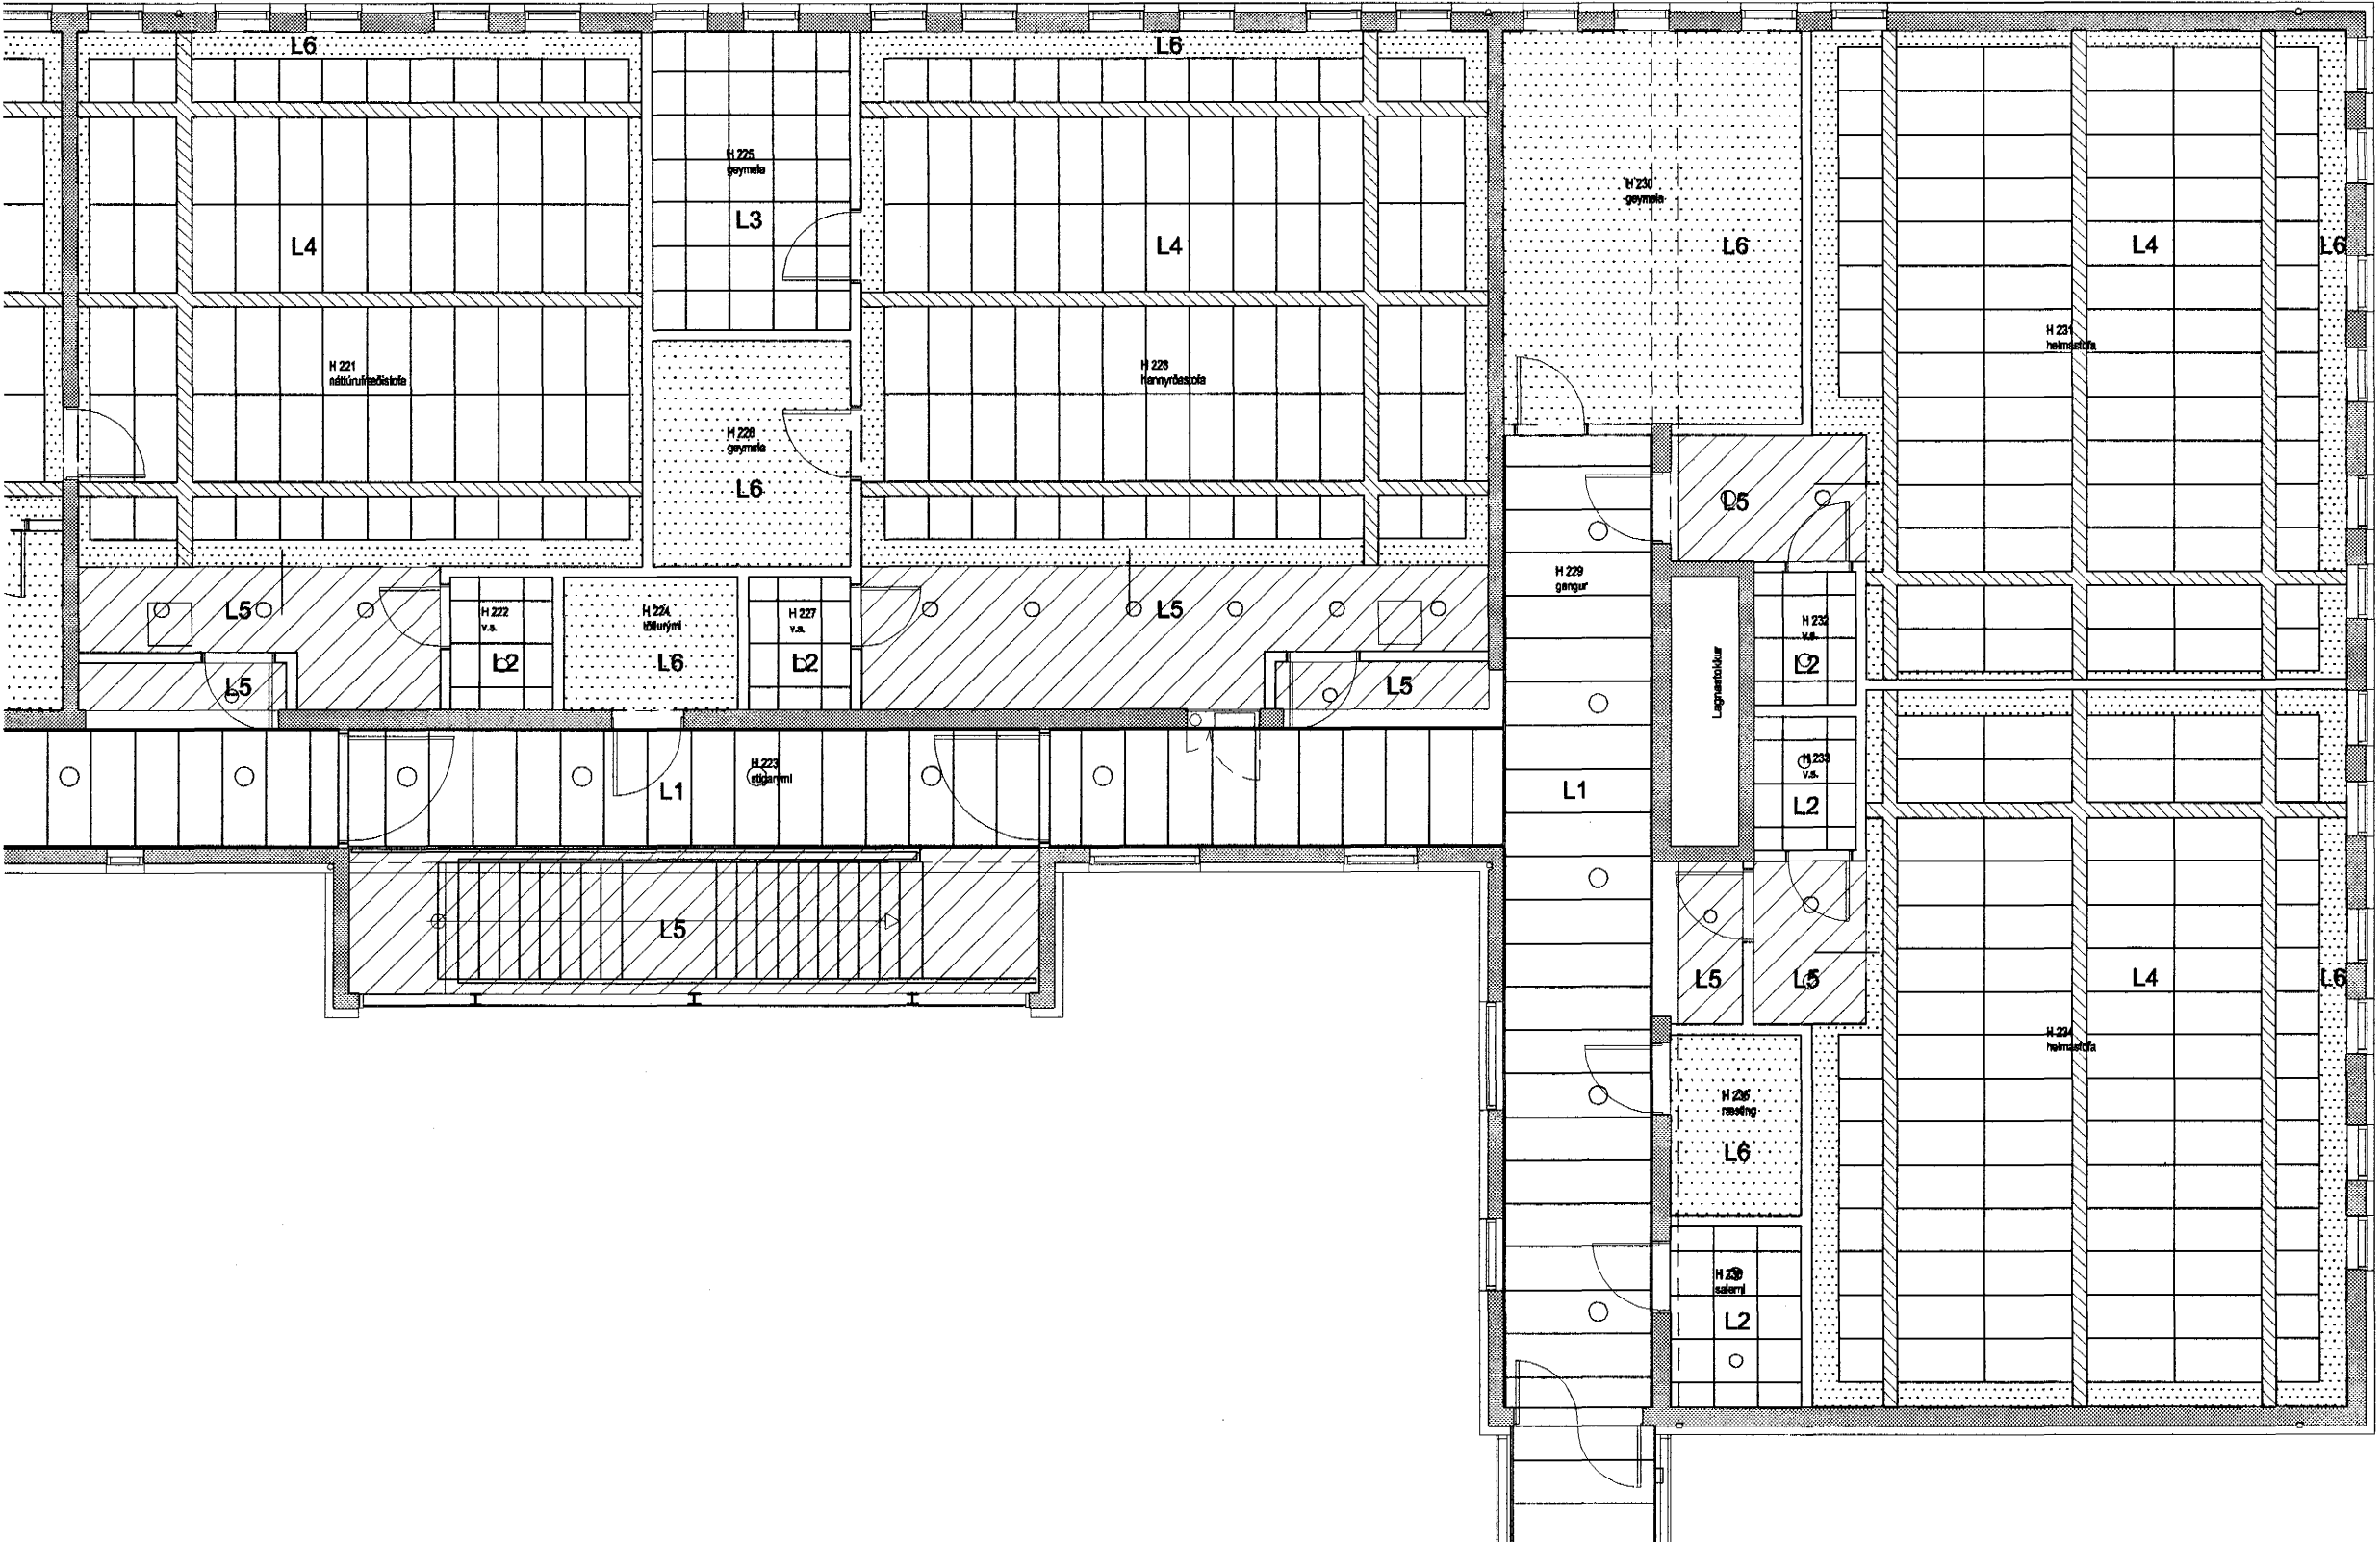 L6
L6
H 225
geymsla
H 230
geymsla
L3
L4
L4
L6
L4
L6
H 231
heimastofa
H 221
náttúrufræðistofa
H 228
hannyrðastofa
H 226
geymsla
L6
L5
H 229
gangur
L5
H 222
v.s.
L2
H 224
L6
H 227
v.s.
L2
L5
H 232
v.s.
L2
L5
L5
Lagnastokkur
H 223
stigarými
L1
L1
H 233
v.s.
L2
L5
L5
L5
L4
L6
H 234
heimastofa
H 235
ræsting
L6
H 236
salerni
L2